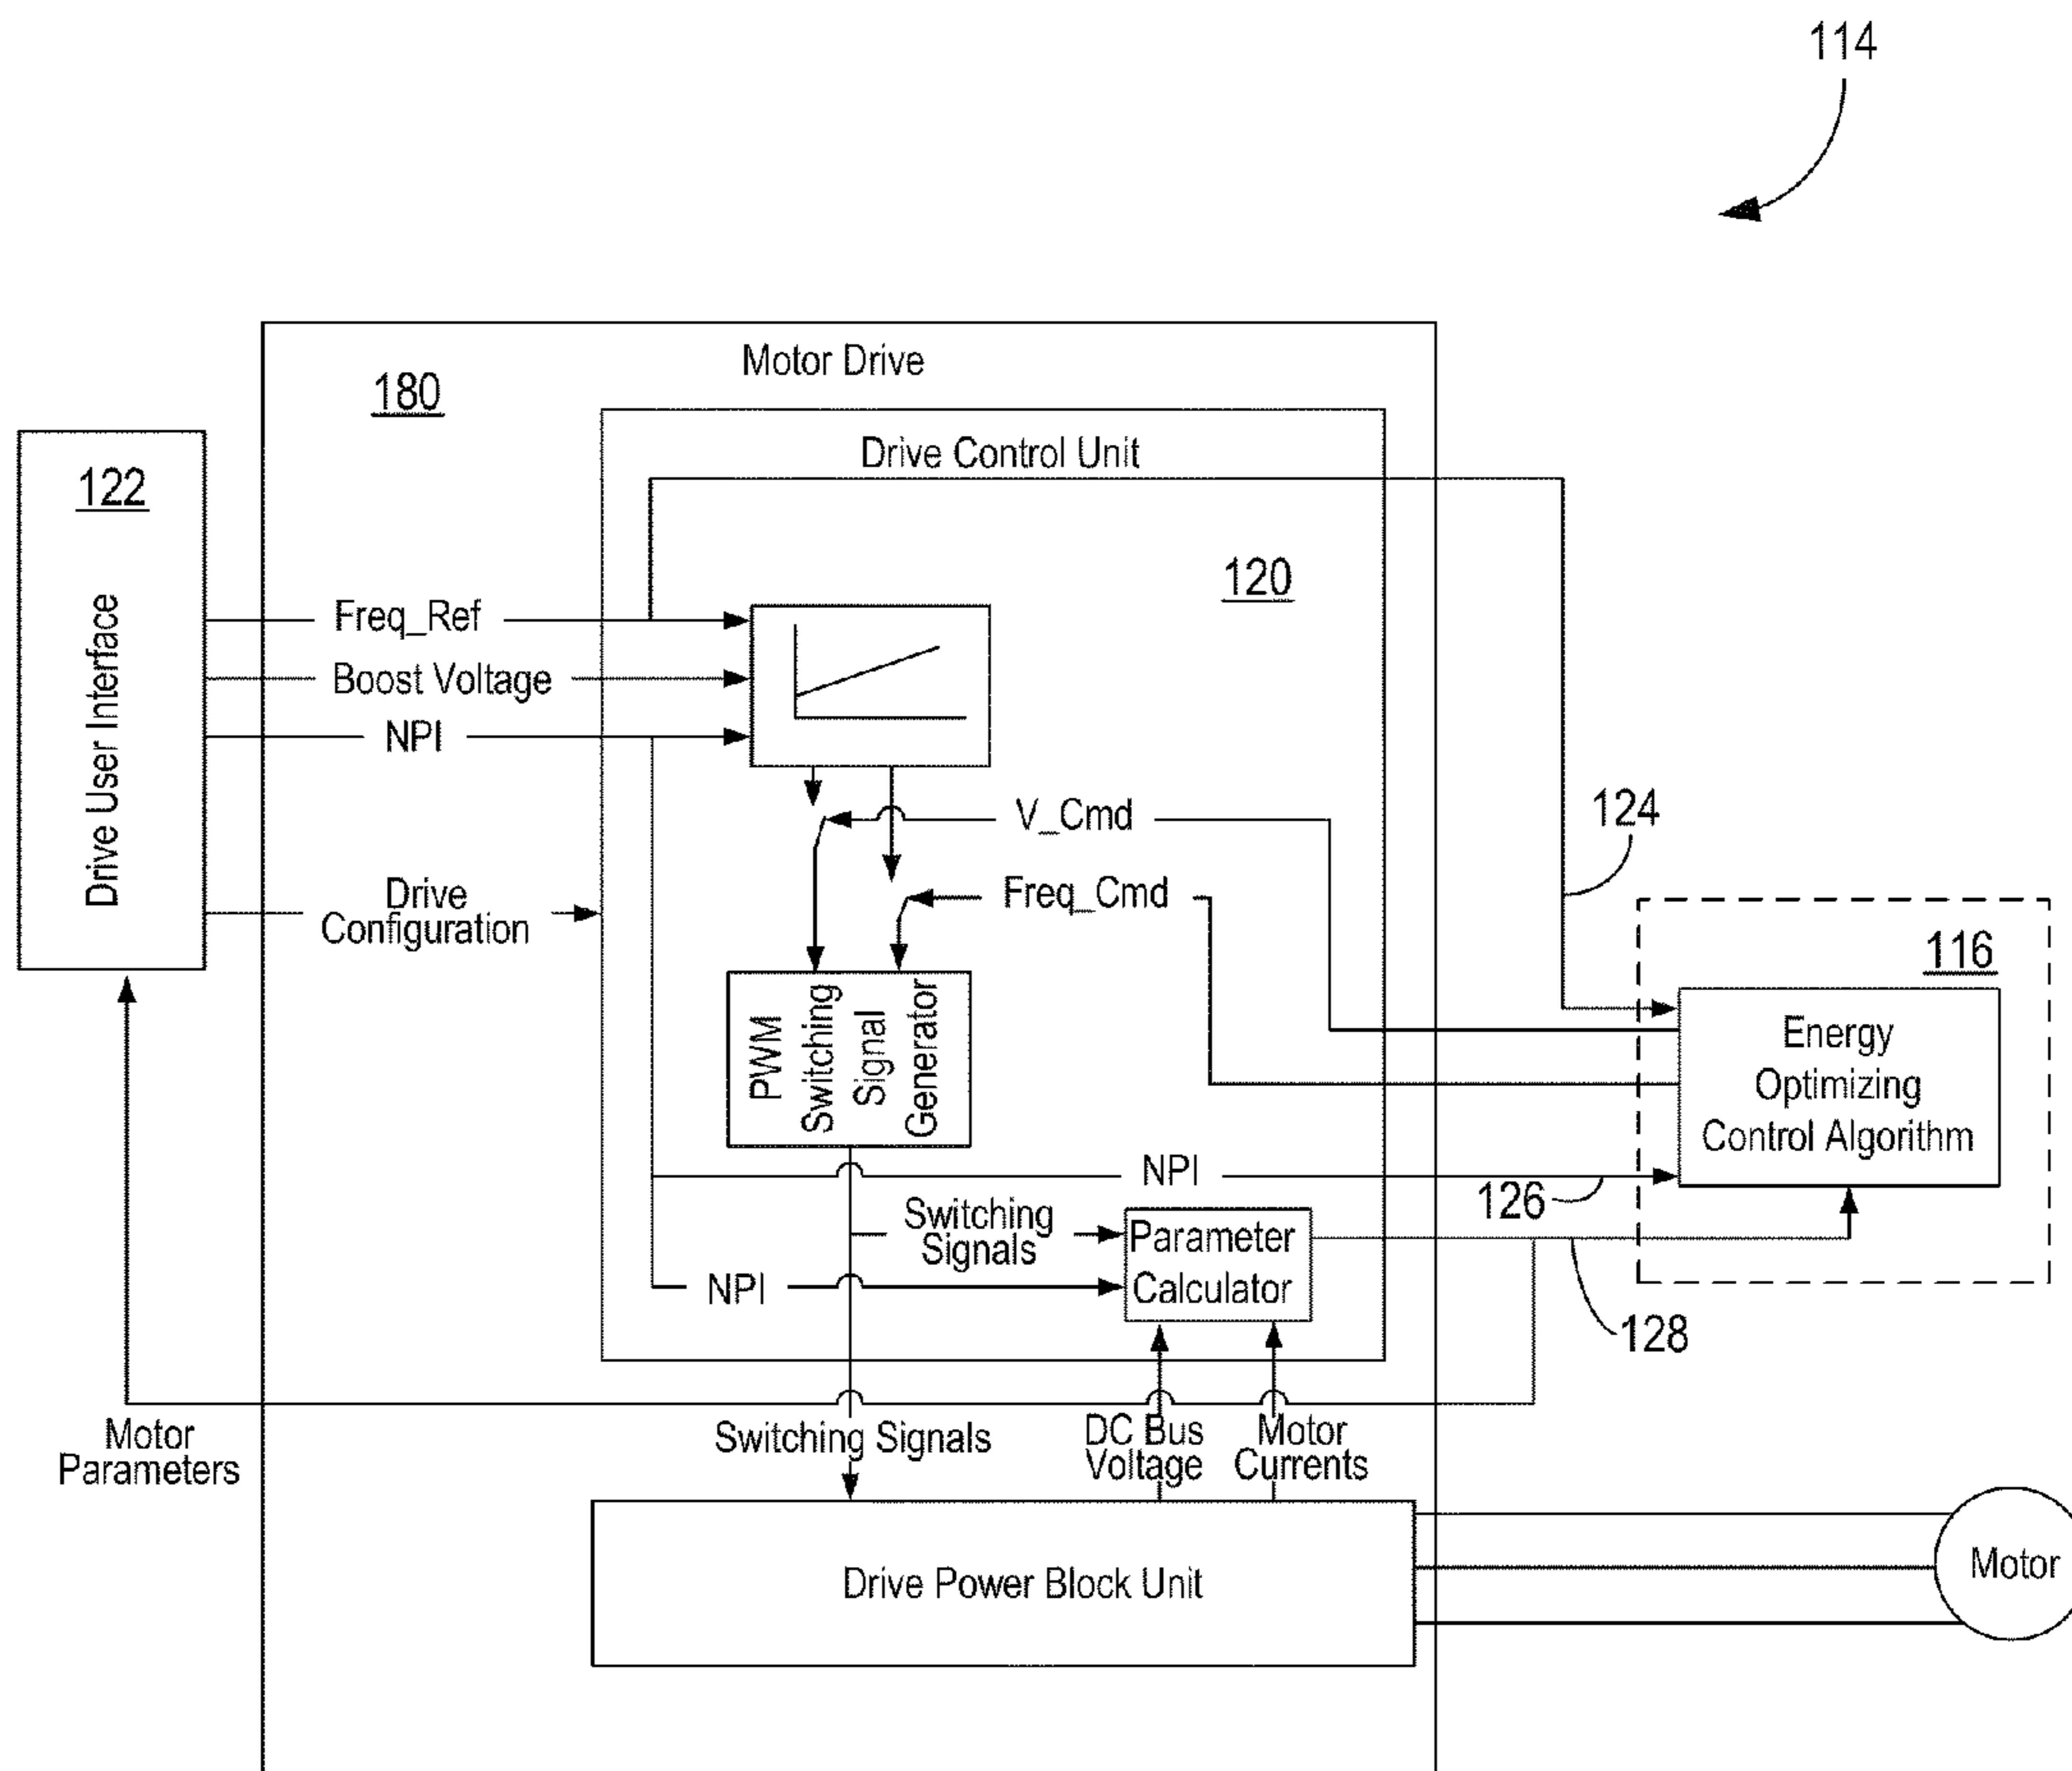 114
Motor Drive
180
Drive Control Unit
122
Drive User Interface
120
Freq_Ref
Boost Voltage
NPI
V_Cmd
124
Drive
Configuration
Freq_Cmd
116
PWM
Switching
Signal
Generator
Energy
Optimizing
Control Algorithm
NPI
126
Switching
Signals
Parameter
Calculator
NPI
128
Motor
Parameters
Switching Signals
DC Bus
Voltage
Motor
Currents
Drive Power Block Unit
Motor